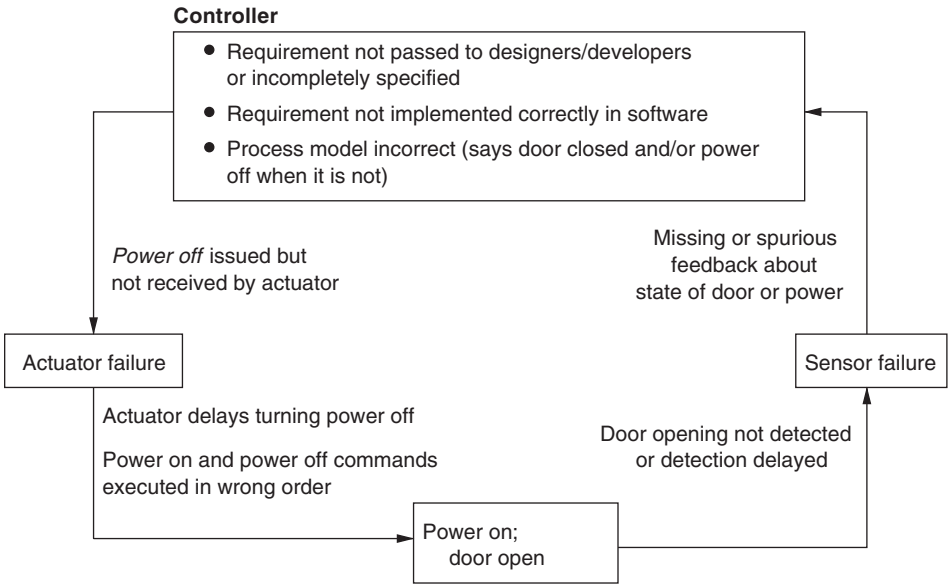 Controller
● Requirement not passed to designers/developers
or incompletely specified
● Requirement not implemented correctly in software
● Process model incorrect (says door closed and/or power
off when it is not)
Power off issued but
not received by actuator
Missing or spurious
feedback about
state of door or power
Actuator failure
Sensor failure
Actuator delays turning power off
Power on and power off commands
executed in wrong order
Door opening not detected
or detection delayed
Power on;
door open